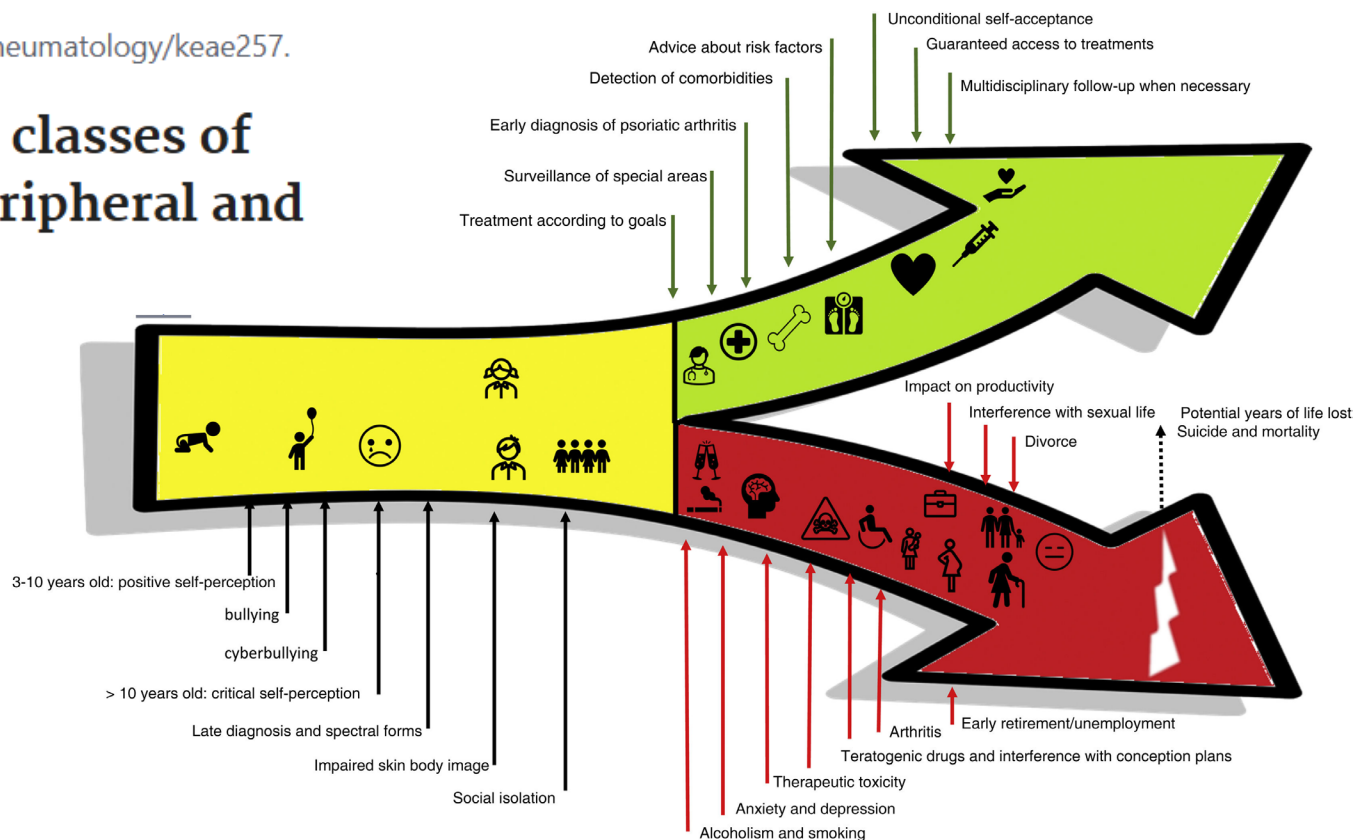 neumatology/keae257.
classes of
ripheral and
Unconditional self-acceptance
Guaranteed access to treatments
Multidisciplinary follow-up when necessary
Advice about risk factors
Detection of comorbidities
Early diagnosis of psoriatic arthritis
Surveillance of special areas
Treatment according to goals
Impact on productivity
Interference with sexual life
Divorce
Potential years of life lost
Suicide and mortality
3-10 years old: positive self-perception
bullying
cyberbullying
> 10 years old: critical self-perception
Late diagnosis and spectral forms
Impaired skin body image
Social isolation
Early retirement/unemployment
Arthritis
Teratogenic drugs and interference with conception plans
Therapeutic toxicity
Anxiety and depression
Alcoholism and smoking